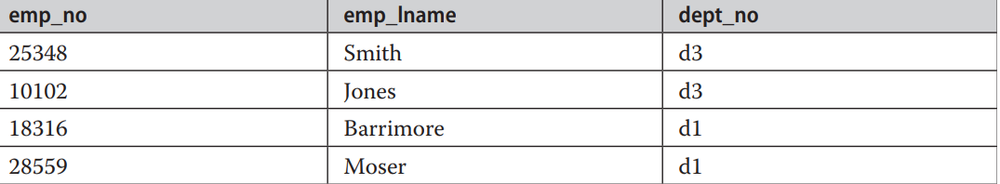 emp_no emp_lname dept_no
25348 Smith d3
10102 Jones d3
18316 Barrimore d1
28559 Moser d1